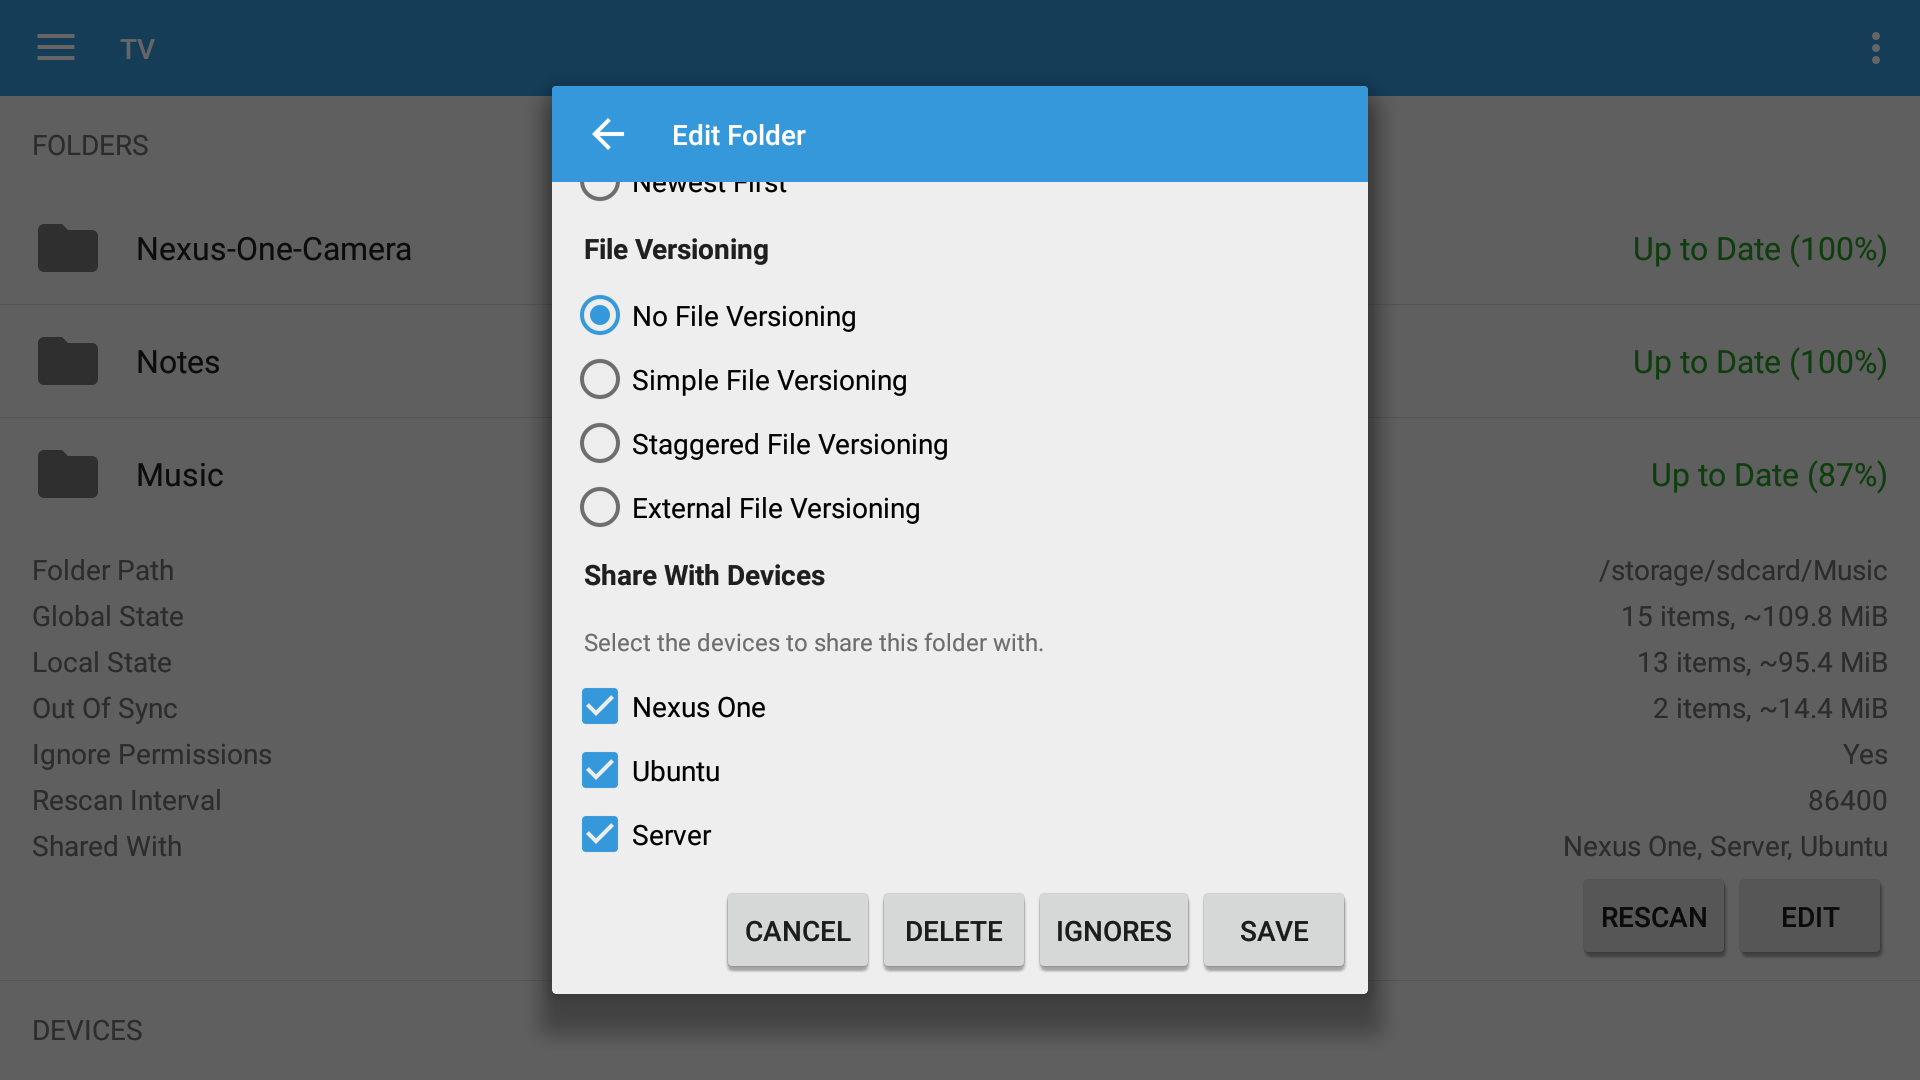 TV
FOLDERS
Nexus-One-Camera
Up to Date (100%)
Notes
Up to Date (100%)
Music
Up to Date (87%)
Folder Path
/storage/sdcard/Music
Global State
15 items, ~109.8 MiB
Local State
13 items, ~95.4 MiB
Out Of Sync
2 items, ~14.4 MiB
Ignore Permissions
Yes
Rescan Interval
86400
Shared With
Nexus One, Server, Ubuntu
RESCAN
EDIT
DEVICES
Edit Folder
Newest First
File Versioning
No File Versioning
Simple File Versioning
Staggered File Versioning
External File Versioning
Share With Devices
Select the devices to share this folder with.
Nexus One
Ubuntu
Server
CANCEL
DELETE
IGNORES
SAVE